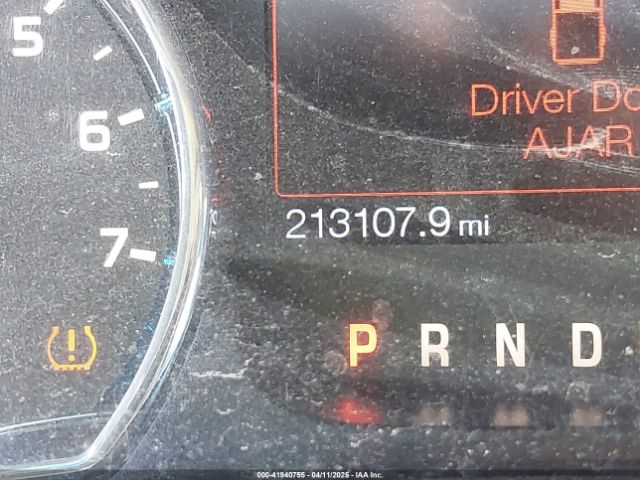 5
6
7
Driver Do
AJAR
213107.9 mi
P R N D
000-41940755 - 04/11/2025 - IAA Inc.